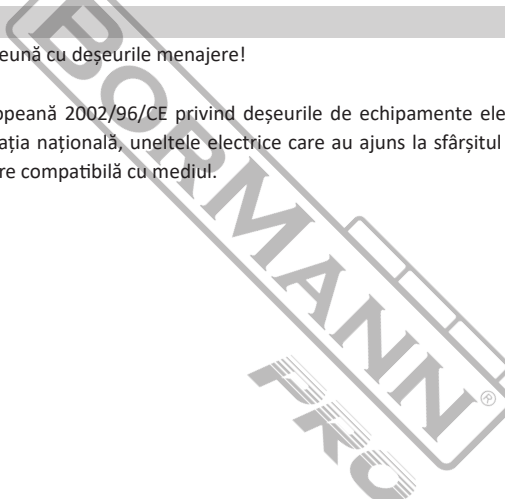 eună cu deșeurile menajere!
opeană 2002/96/CE privind deșeurile de echipamente ele
ația națională, uneltele electrice care au ajuns la sfârșitul
re compatibilă cu mediul.
BORMANN®
PRO